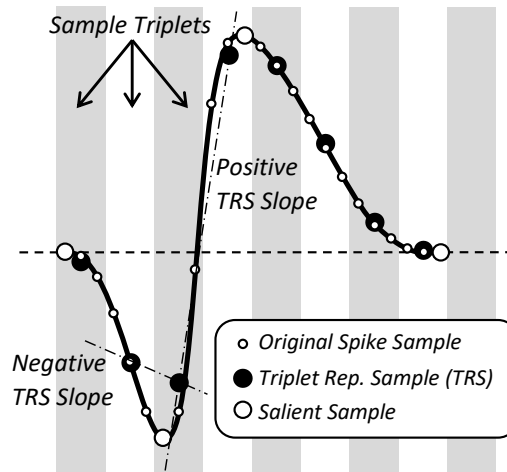 Sample Triplets
Positive
TRS Slope
Negative
TRS Slope
Original Spike Sample
Triplet Rep. Sample (TRS)
Salient Sample